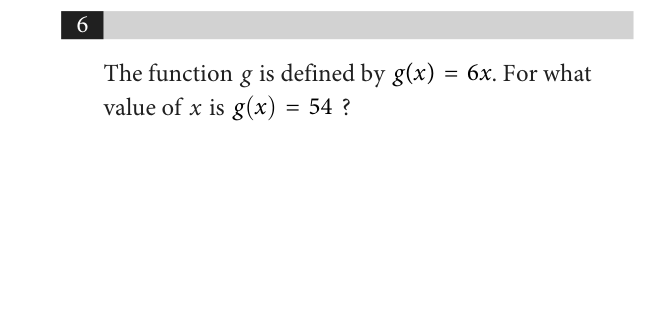 6
The function g is defined by g(x) = 6x. For what
value of x is g(x) = 54 ?